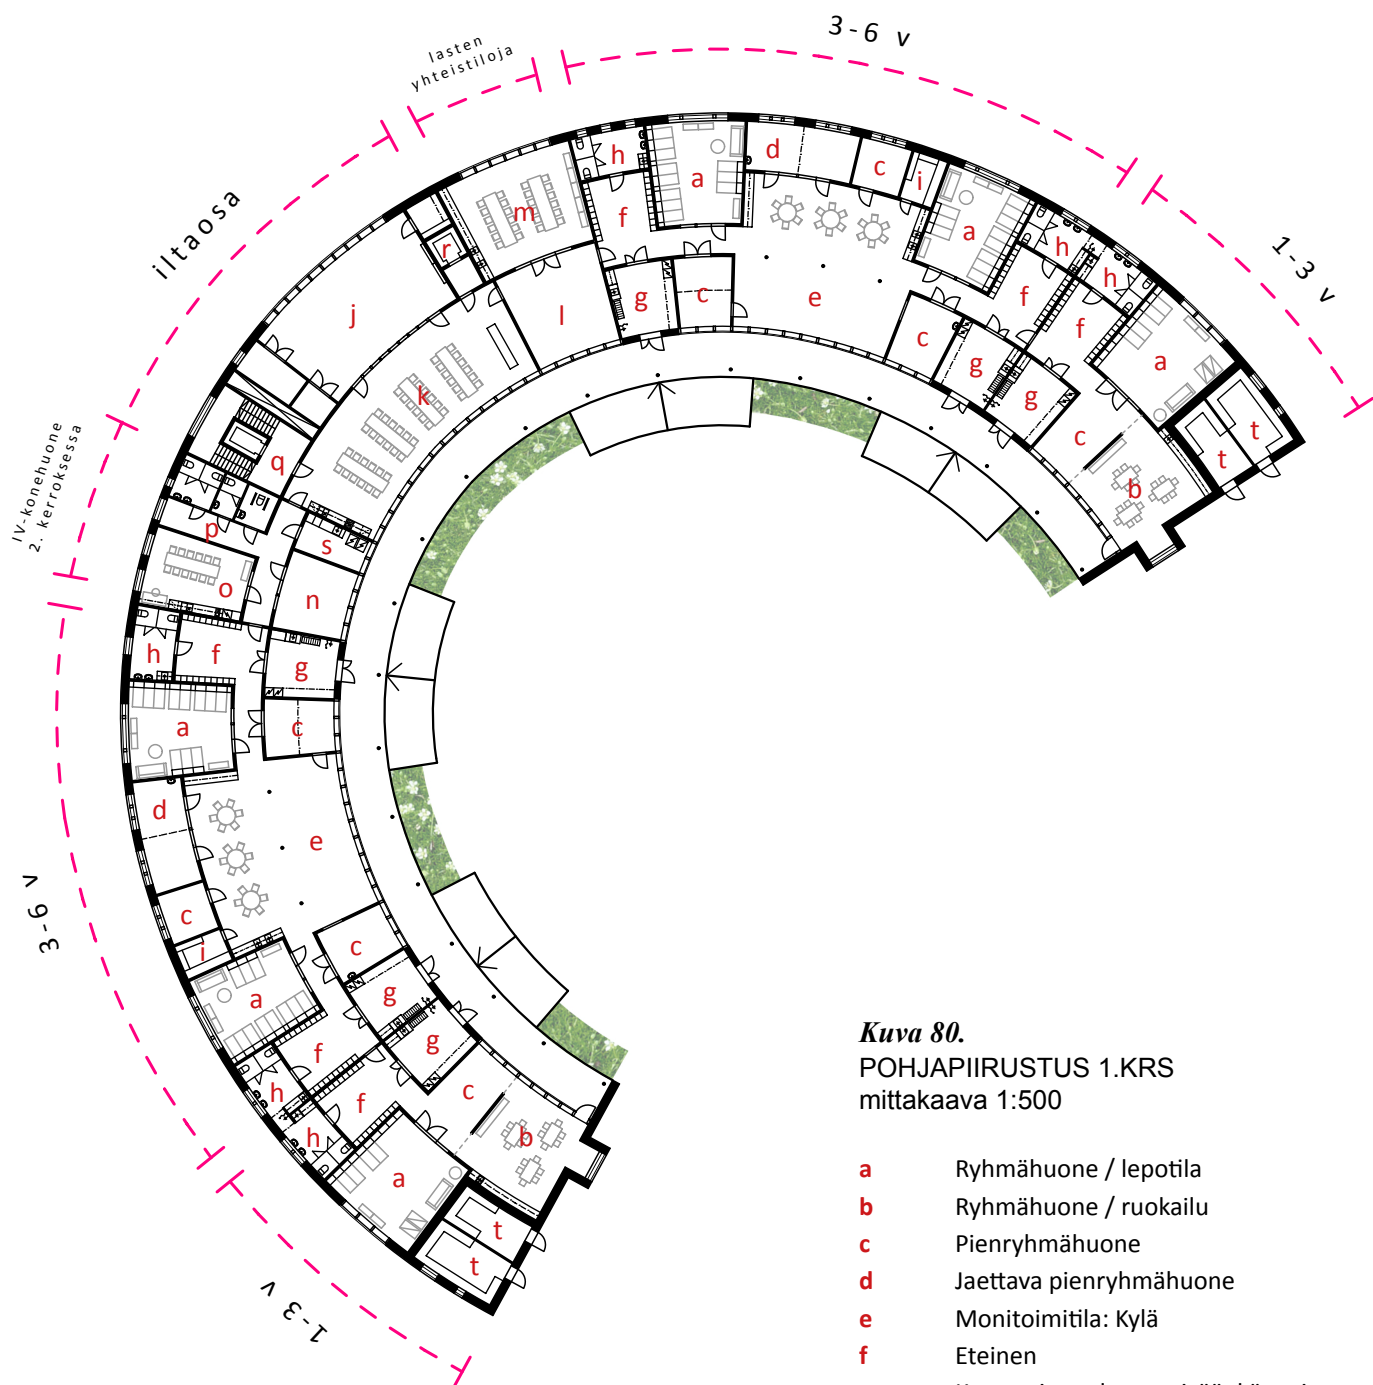 3-6 v
lasten
yhteistiloja
iltaosa
1-3 v
IV-konehuone
2. kerroksessa
3-6 v
1-3 v
h
a
d
c
i
m
f
r
a
h
h
j
l
g
c
e
f
f
k
c
g
g
a
c
b
t
t
q
p
s
o
n
h
f
g
a
c
d
e
c
i
c
a
g
g
f
h
f
c
h
a
b
t
t
Kuva 80.
POHJAPIIRUSTUS 1.KRS
mittakaava 1:500
a Ryhmähuone / lepotila
b Ryhmähuone / ruokailu
c Pienryhmähuone
d Jaettava pienryhmähuone
e Monitoimitila: Kylä
f Eteinen